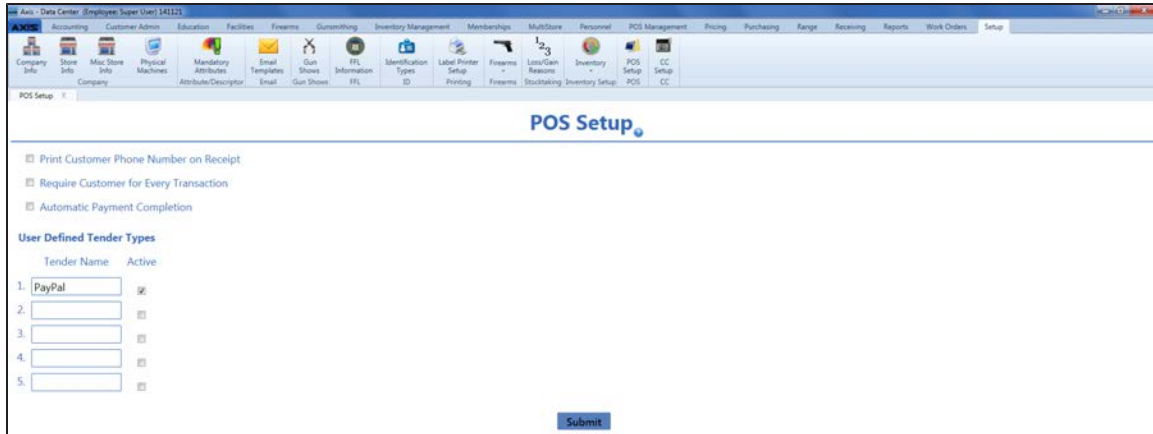 Axis - Data Center (Employee: Super User) 141121
AXIS Accounting Customer Admin Education Facilities Firearms Gunsmithing Inventory Management Memberships MultiStore Personnel POS Management Pricing Purchasing Range Receiving Reports Work Orders Setup
Company Info Store Info Misc Store Info Physical Machines Mandatory Attributes Email Templates Gun Shows FFL Information Identification Types Label Printer Setup Firearms 1 2 3 Loss/Gain Reasons Inventory POS Setup CC Setup
Company Attribute/Descriptor Email Gun Shows FFL ID Printing Firearms Stocktaking Inventory Setup POS CC
POS Setup X
POS Setup ?
Print Customer Phone Number on Receipt
Require Customer for Every Transaction
Automatic Payment Completion
User Defined Tender Types
Tender Name Active
1. PayPal
2.
3.
4.
5.
Submit